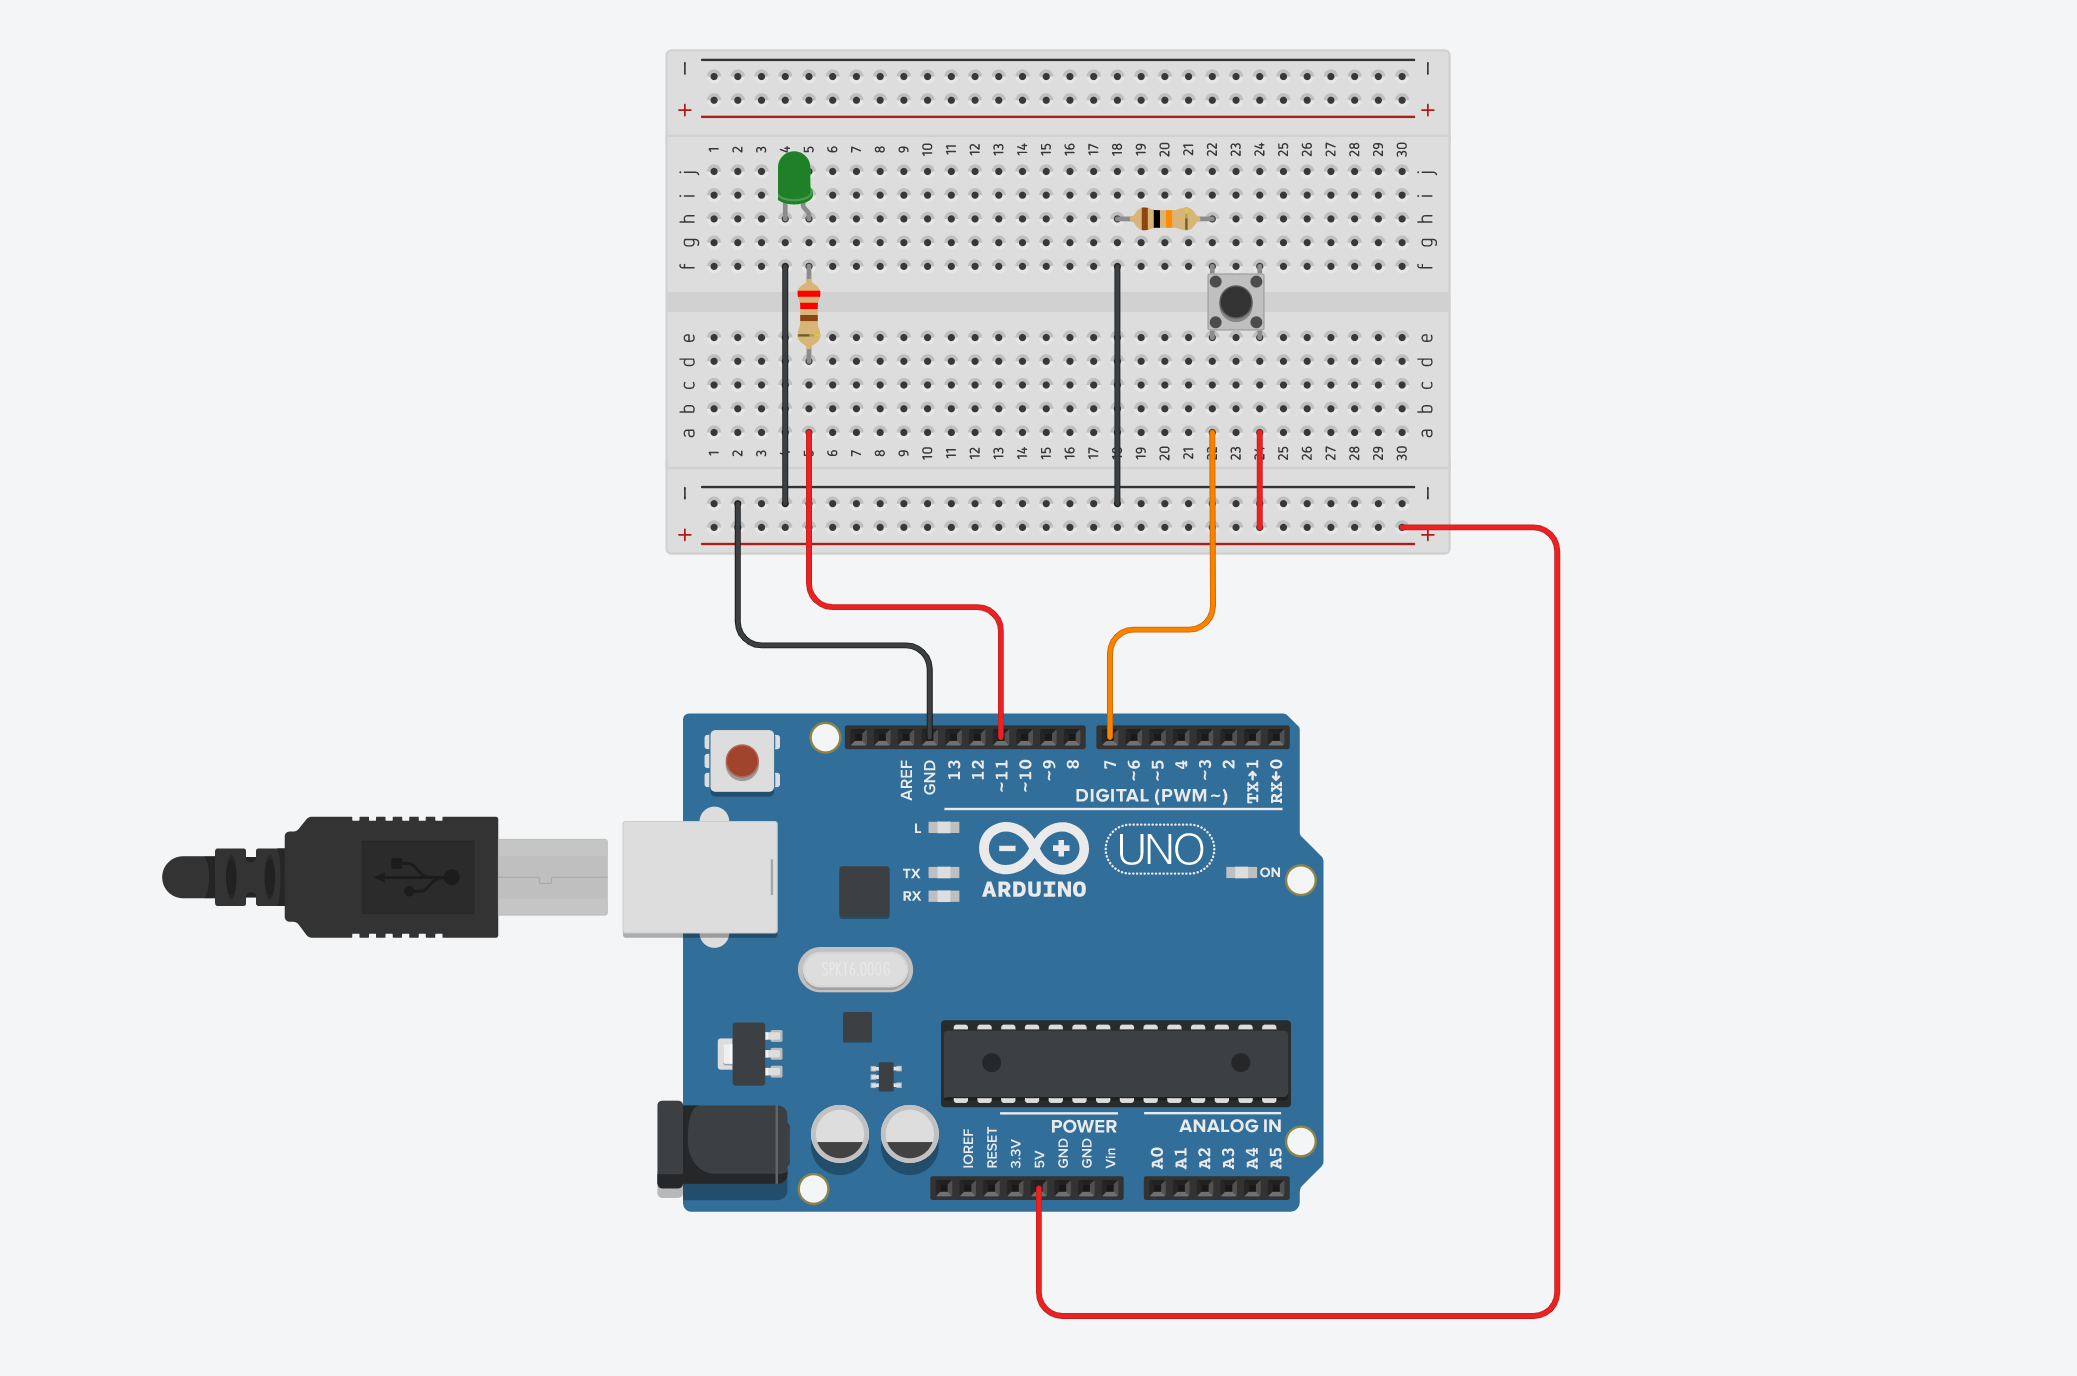 − −
+ +
1 2 3 4 5 6 7 8 9 10 11 12 13 14 15 16 17 18 19 20 21 22 23 24 25 26 27 28 29 30
j j
i i
h h
g g
f f
e e
d d
c c
b b
a a
1 2 3 4 5 6 7 8 9 10 11 12 13 14 15 16 17 18 19 20 21 22 23 24 25 26 27 28 29 30
− −
+ +
AREF GND 13 12 ~11 ~10 ~9 8 7 ~6 ~5 4 ~3 2 TX→1 RX←0
DIGITAL (PWM ~)
L
UNO
TX
ON
RX
ARDUINO
SPK16.000G
POWER ANALOG IN
IOREF RESET 3.3V 5V GND GND Vin A0 A1 A2 A3 A4 A5